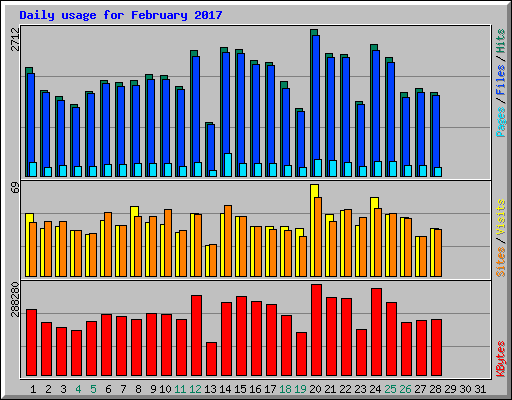 Daily usage for February 2017
2712
Pages / Files / Hits
69
Sites / Visits
288280
KBytes
1 2 3 4 5 6 7 8 9 10 11 12 13 14 15 16 17 18 19 20 21 22 23 24 25 26 27 28 29 30 31